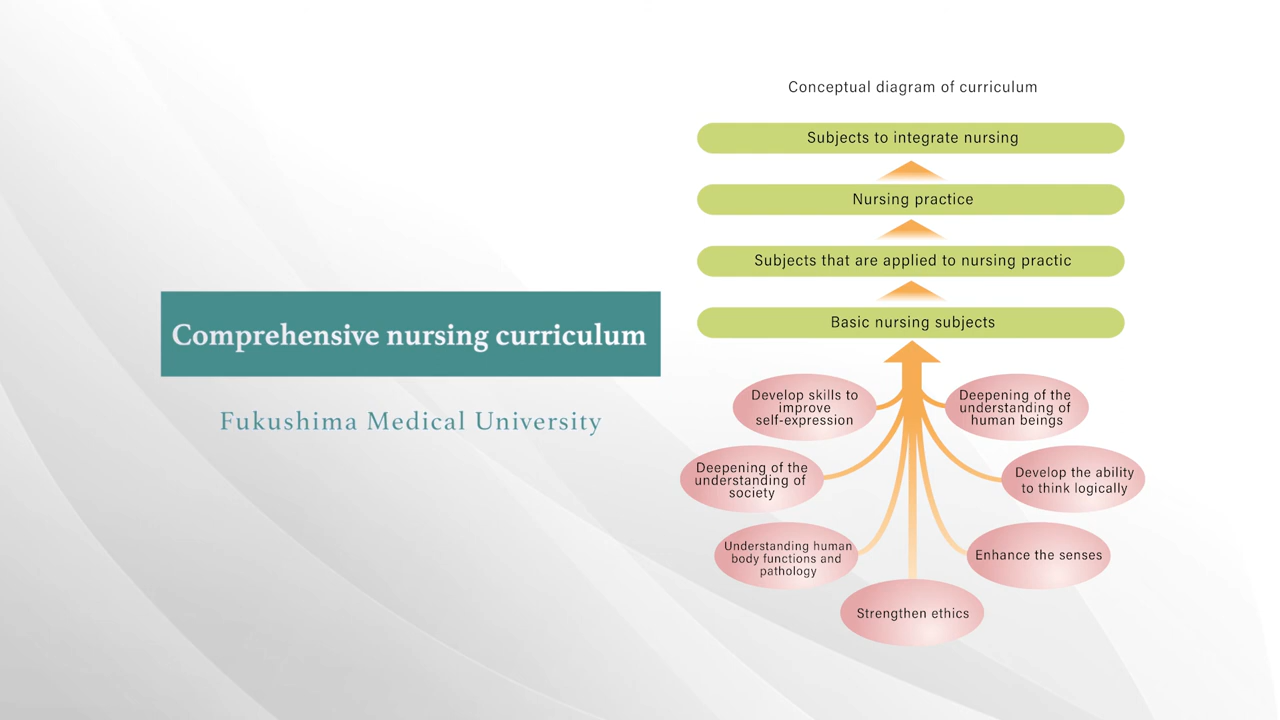 Conceptual diagram of curriculum
Subjects to integrate nursing
Nursing practice
Subjects that are applied to nursing practic
Basic nursing subjects
Comprehensive nursing curriculum
Fukushima Medical University
Develop skills to
improve
self-expression
Deepening of the
understanding of
human beings
Deepening of the
understanding of
society
Develop the ability
to think logically
Understanding human
body functions and
pathology
Enhance the senses
Strengthen ethics